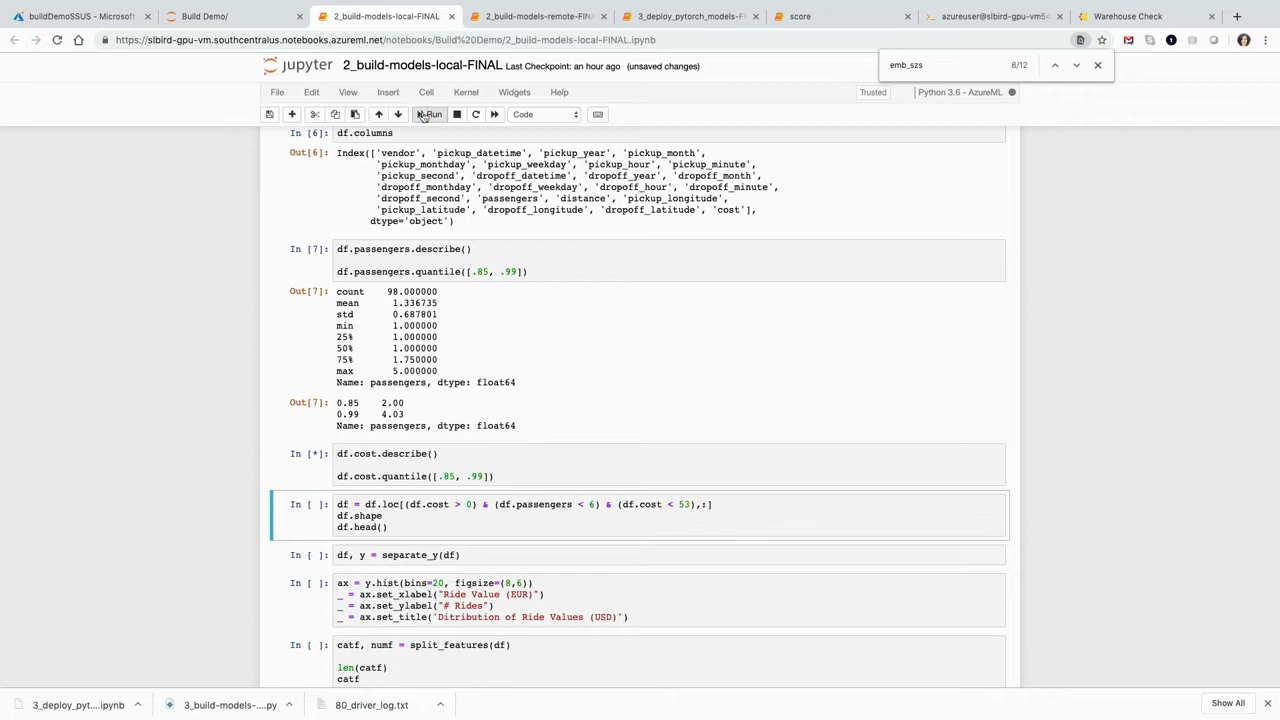 buildDemoSSUS - Microsoft
Build Demo/
2_build-models-local-FINAL
2_build-models-remote-FINAL
3_deploy_pytorch_models-F
score
azureuser@slbird-gpu-vm54
Warehouse Check
https://slbird-gpu-vm.southcentralus.notebooks.azureml.net/notebooks/Build%20Demo/2_build-models-local-FINAL.ipynb
emb_szs 8/12
jupyter 2_build-models-local-FINAL Last Checkpoint: an hour ago (unsaved changes)
File Edit View Insert Cell Kernel Widgets Help Trusted Python 3.6 - AzureML
Run Code
In [6]: df.columns
Out[6]: Index(['vendor', 'pickup_datetime', 'pickup_year', 'pickup_month',
'pickup_monthday', 'pickup_weekday', 'pickup_hour', 'pickup_minute',
'pickup_second', 'dropoff_datetime', 'dropoff_year', 'dropoff_month',
'dropoff_monthday', 'dropoff_weekday', 'dropoff_hour', 'dropoff_minute',
'dropoff_second', 'passengers', 'distance', 'pickup_longitude',
'pickup_latitude', 'dropoff_longitude', 'dropoff_latitude', 'cost'],
dtype='object')
In [7]: df.passengers.describe()
df.passengers.quantile([.85, .99])
Out[7]: count 98.000000
mean 1.336735
std 0.687801
min 1.000000
25% 1.000000
50% 1.000000
75% 1.750000
max 5.000000
Name: passengers, dtype: float64
Out[7]: 0.85 2.00
0.99 4.03
Name: passengers, dtype: float64
In [*]: df.cost.describe()
df.cost.quantile([.85, .99])
In [ ]: df = df.loc[(df.cost > 0) & (df.passengers < 6) & (df.cost < 53),:]
df.shape
df.head()
In [ ]: df, y = separate_y(df)
In [ ]: ax = y.hist(bins=20, figsize=(8,6))
_ = ax.set_xlabel("Ride Value (EUR)")
_ = ax.set_ylabel("# Rides")
_ = ax.set_title('Ditribution of Ride Values (USD)')
In [ ]: catf, numf = split_features(df)
len(catf)
catf
3_deploy_pyt....ipynb
3_build-models-....py
80_driver_log.txt
Show All